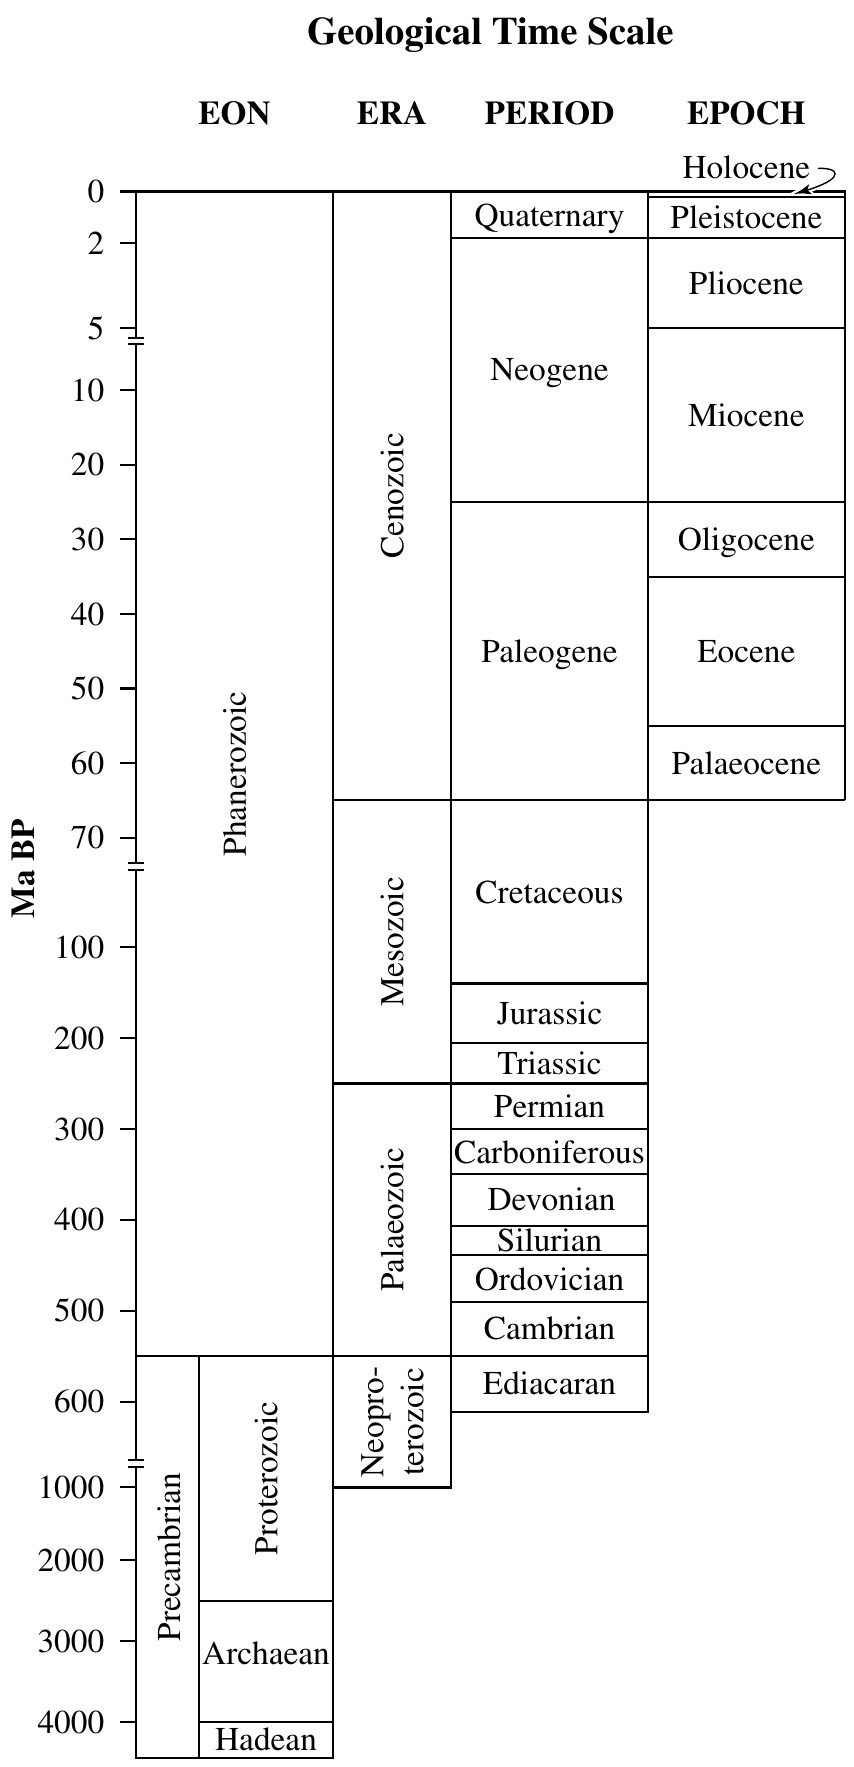 Geological Time Scale
EON ERA PERIOD EPOCH
Holocene
0
Quaternary
Pleistocene
2
Pliocene
5
Neogene
10
Miocene
20
Cenozoic
30
Oligocene
40
Paleogene
Eocene
50
Phanerozoic
60
Palaeocene
Ma BP
70
Cretaceous
Mesozoic
100
Jurassic
200
Triassic
Permian
300
Carboniferous
Palaeozoic
Devonian
400
Silurian
Ordovician
500
Cambrian
Ediacaran
600
Neopro-
terozoic
Proterozoic
1000
Precambrian
2000
3000
Archaean
4000
Hadean